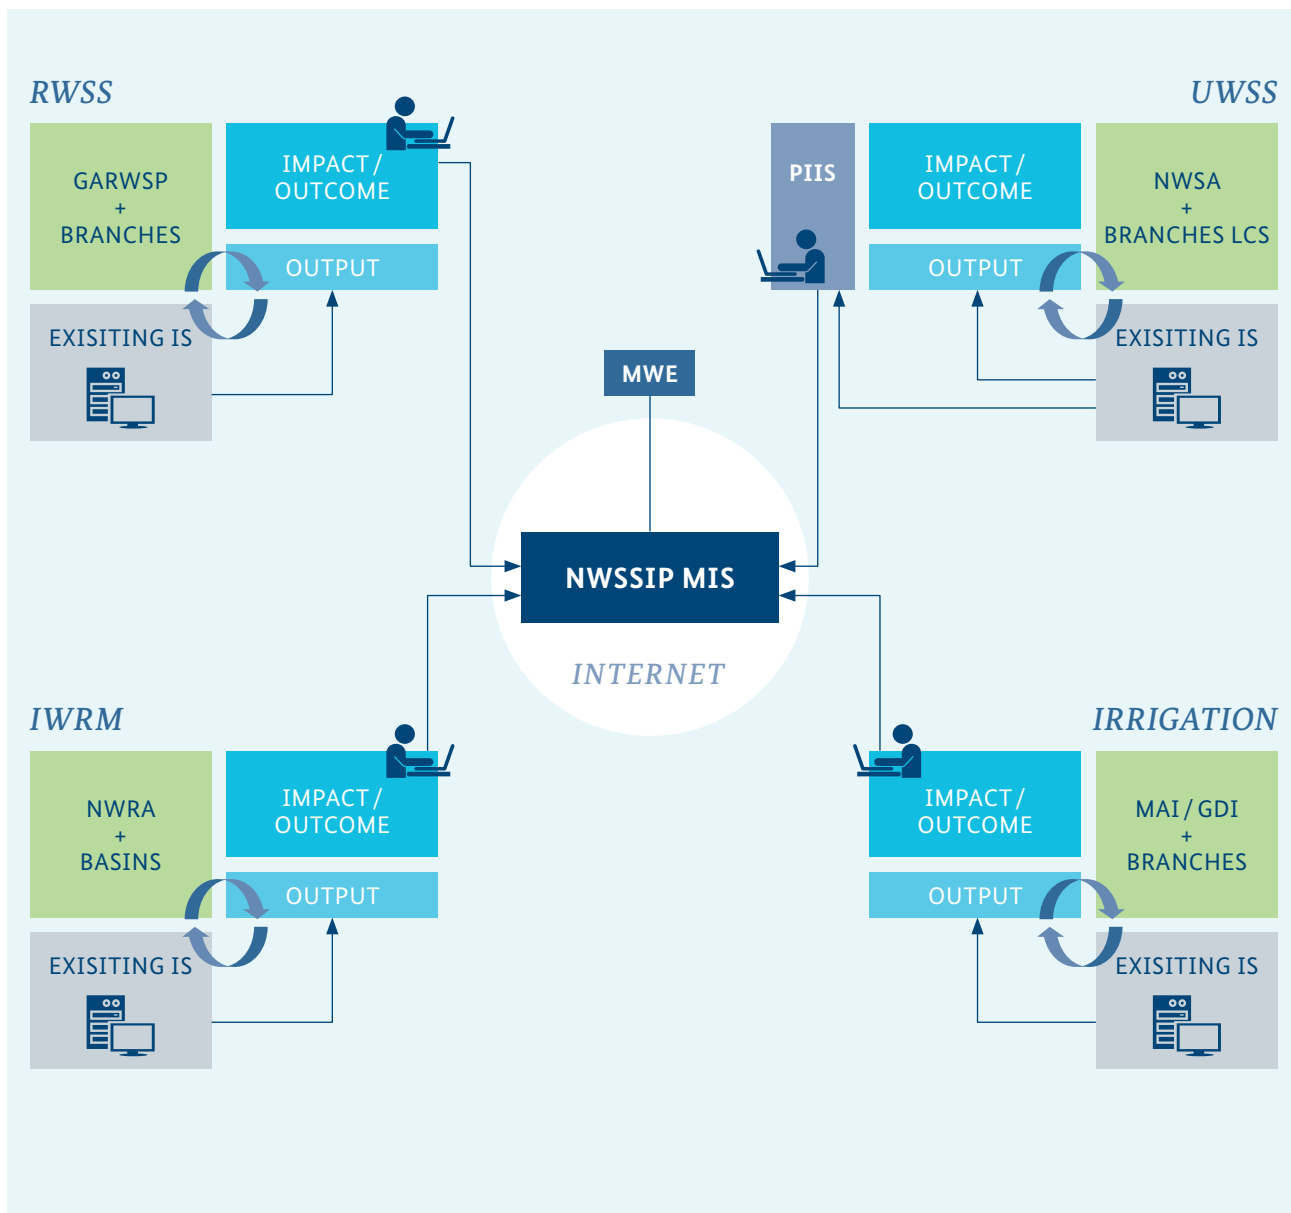 RWSS
GARWSP
+
BRANCHES
IMPACT /
OUTCOME
OUTPUT
EXISITING IS
UWSS
PIIS
IMPACT /
OUTCOME
OUTPUT
NWSA
+
BRANCHES LCS
EXISITING IS
MWE
NWSSIP MIS
INTERNET
IWRM
NWRA
+
BASINS
IMPACT /
OUTCOME
OUTPUT
EXISITING IS
IRRIGATION
IMPACT /
OUTCOME
OUTPUT
MAI / GDI
+
BRANCHES
EXISITING IS